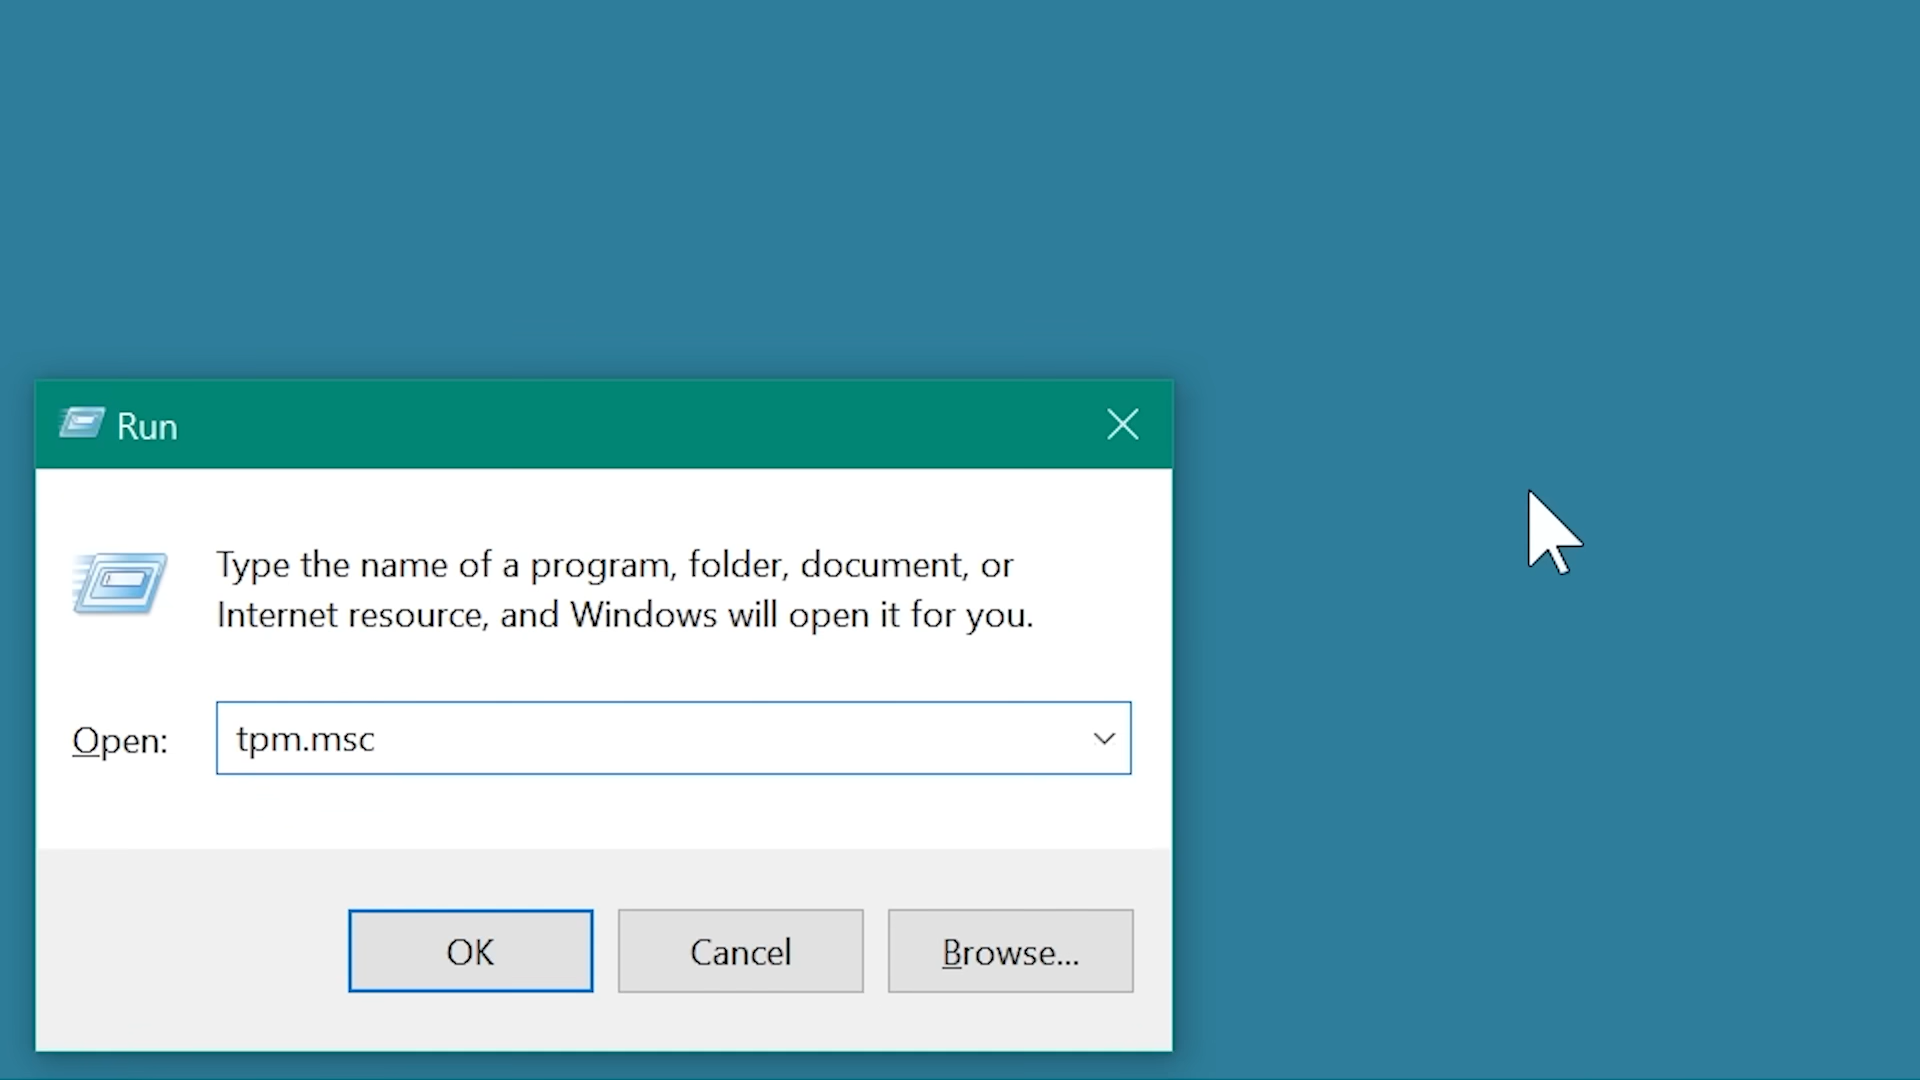 Run
Type the name of a program, folder, document, or
Internet resource, and Windows will open it for you.
Open:
tpm.msc
OK
Cancel
Browse...